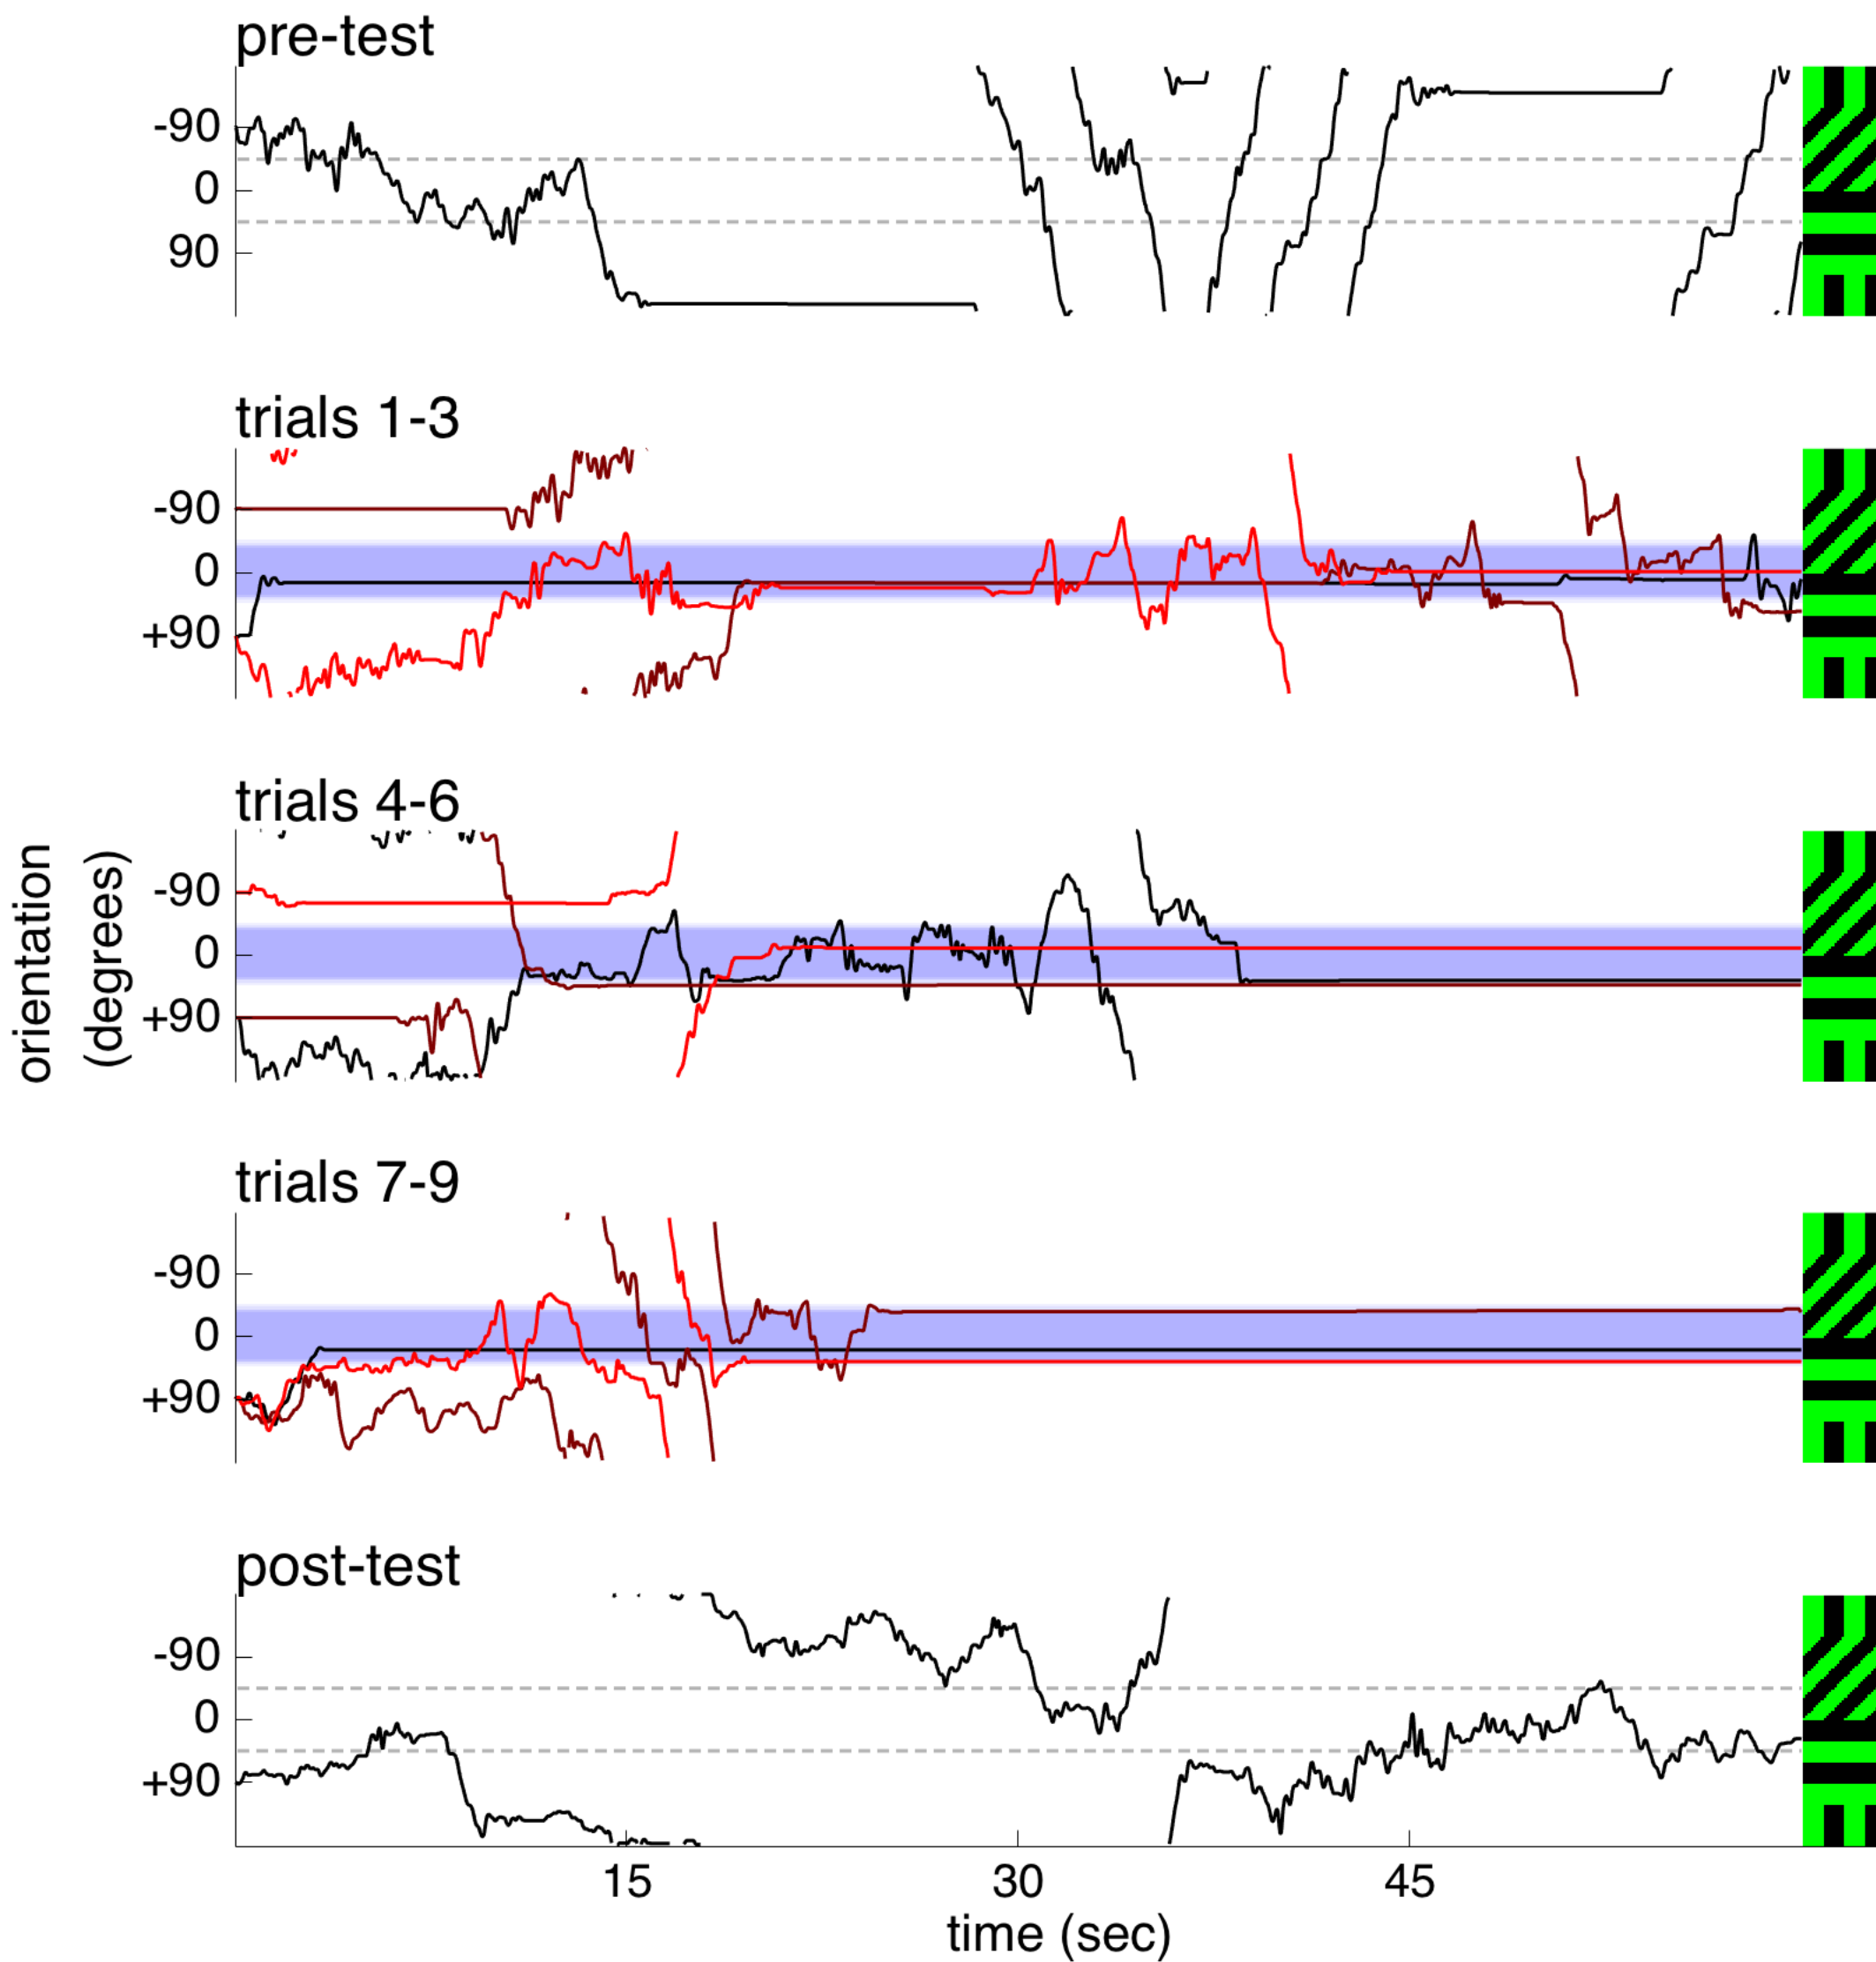 pre-test
-90
0
90
trials 1-3
-90
0
+90
trials 4-6
-90
0
+90
orientation
(degrees)
trials 7-9
-90
0
+90
post-test
-90
0
+90
15 30 45
time (sec)